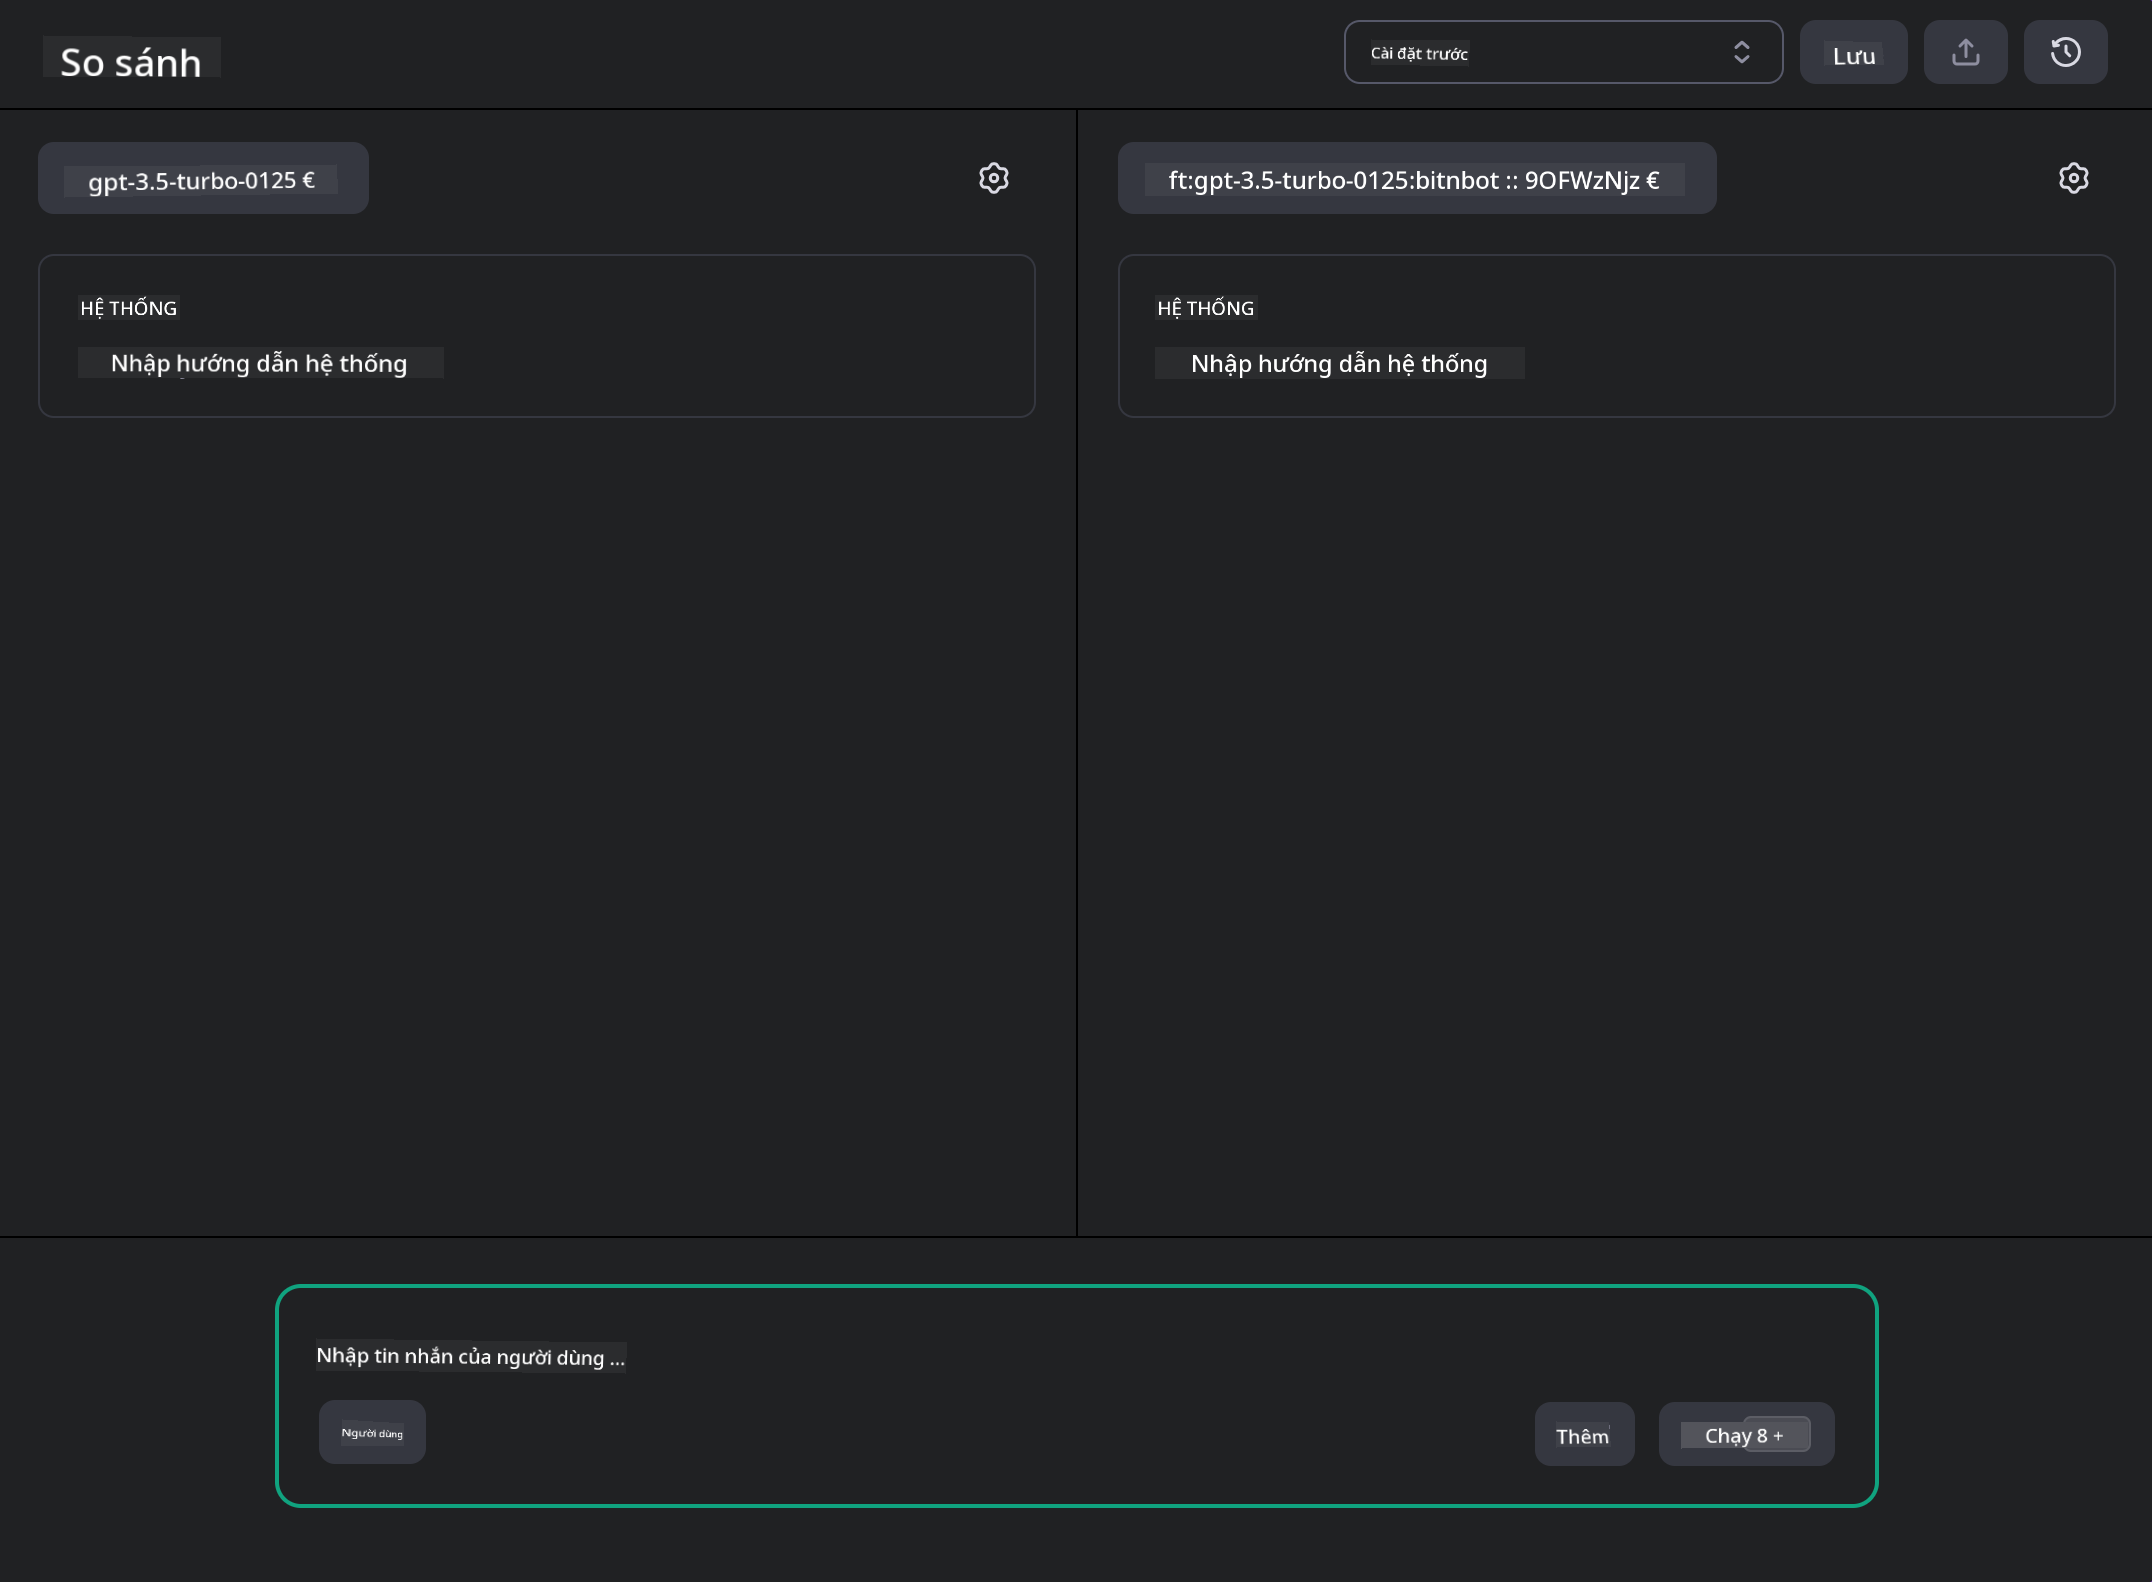 So sánh
Cài đặt trước
Lưu
gpt-3.5-turbo-0125 €
ft:gpt-3.5-turbo-0125:bitnbot :: 9OFWzNjz €
HỆ THỐNG
Nhập hướng dẫn hệ thống
HỆ THỐNG
Nhập hướng dẫn hệ thống
Nhập tin nhắn của người dùng ...
Người dùng
Thêm
Chạy 8 +